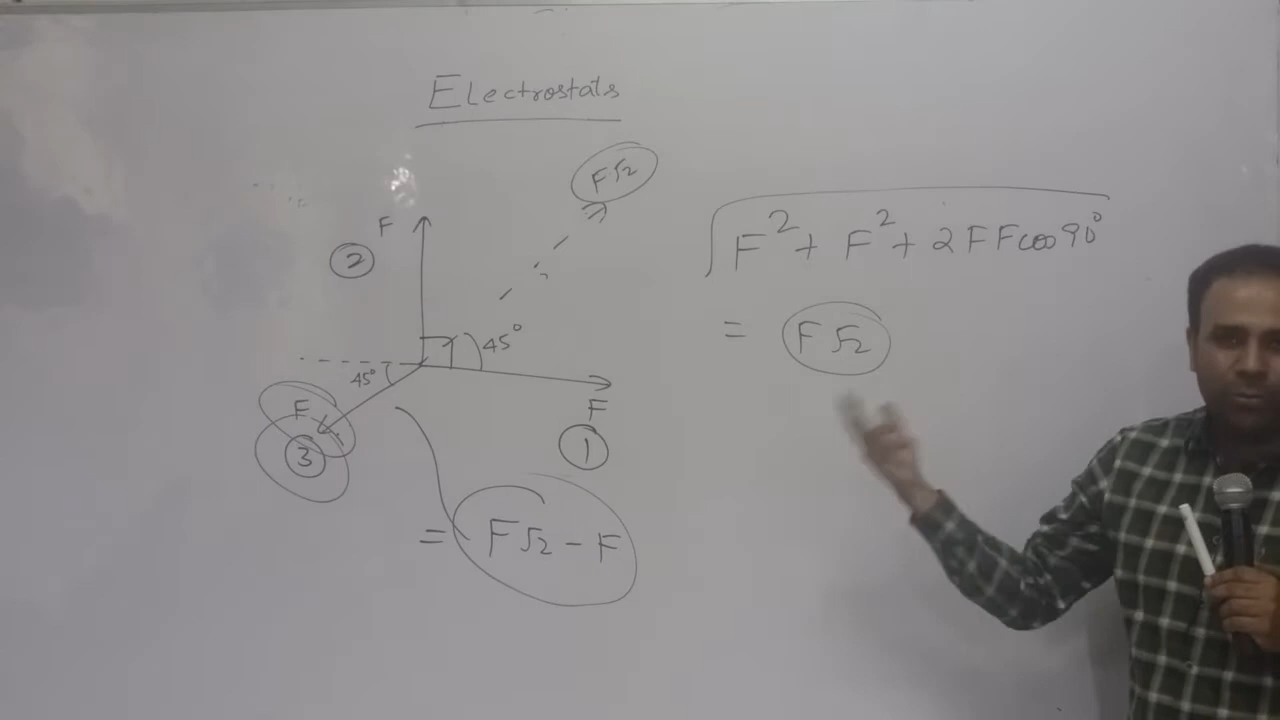 Electrostats
F√2
F
②
√F² + F² + 2FFcos90°
45°
= F√2
45°
F
F
①
③
= F√2 - F